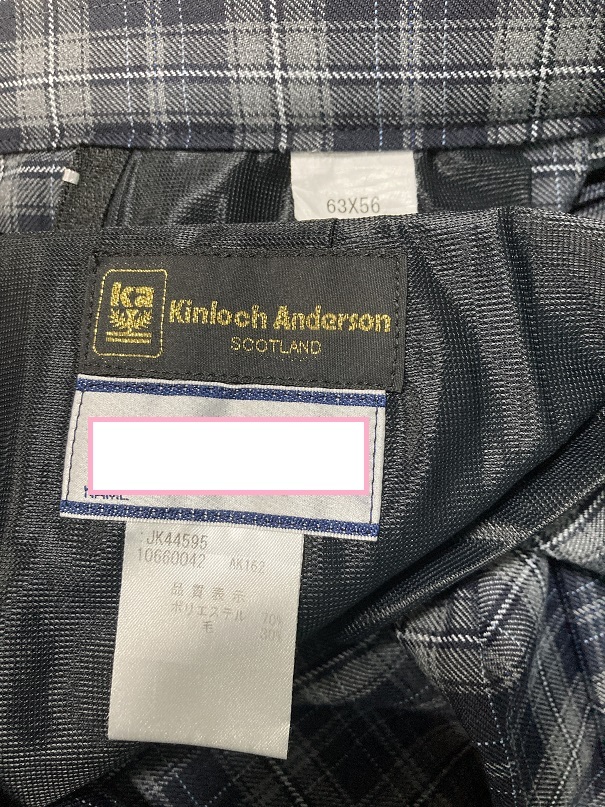 63X56
ka
Kinloch Anderson
SCOTLAND
NAME
JK44595
10660042 AK162
品質表示
ポリエステル 70%
毛 30%